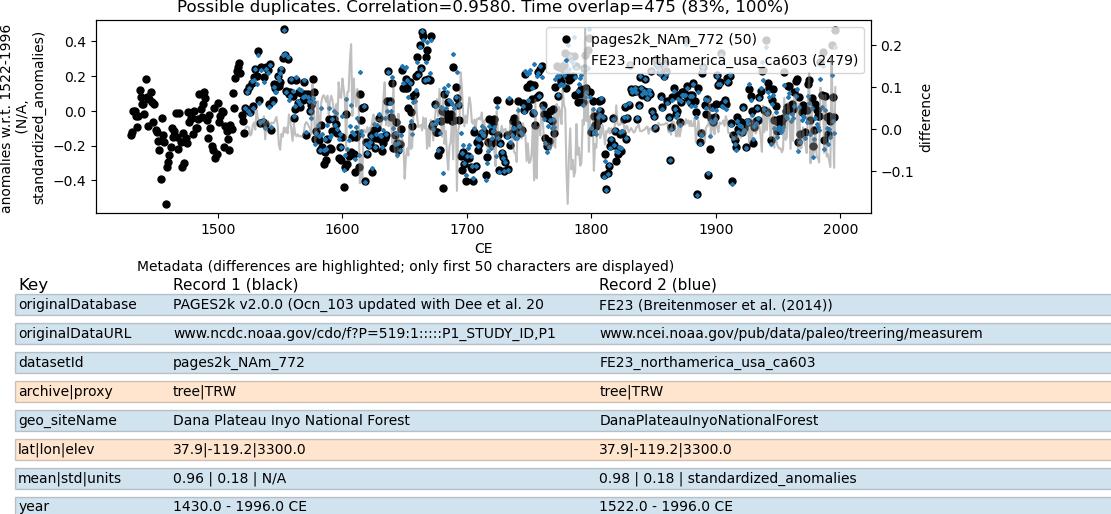 Possible duplicates. Correlation=0.9580. Time overlap=475 (83%, 100%)
anomalies w.r.t. 1522-1996
(N/A,
standardized_anomalies)
0.4
0.2
0.0
−0.2
−0.4
pages2k_NAm_772 (50)
FE23_northamerica_usa_ca603 (2479)
0.2
0.1
0.0
−0.1
difference
1500
1600
1700
1800
1900
2000
CE
Metadata (differences are highlighted; only first 50 characters are displayed)
Key Record 1 (black) Record 2 (blue)
originalDatabase PAGES2k v2.0.0 (Ocn_103 updated with Dee et al. 20 FE23 (Breitenmoser et al. (2014))
originalDataURL www.ncdc.noaa.gov/cdo/f?P=519:1:::::P1_STUDY_ID,P1 www.ncei.noaa.gov/pub/data/paleo/treering/measurem
datasetId pages2k_NAm_772 FE23_northamerica_usa_ca603
archive|proxy tree|TRW tree|TRW
geo_siteName Dana Plateau Inyo National Forest DanaPlateauInyoNationalForest
lat|lon|elev 37.9|-119.2|3300.0 37.9|-119.2|3300.0
mean|std|units 0.96 | 0.18 | N/A 0.98 | 0.18 | standardized_anomalies
year 1430.0 - 1996.0 CE 1522.0 - 1996.0 CE